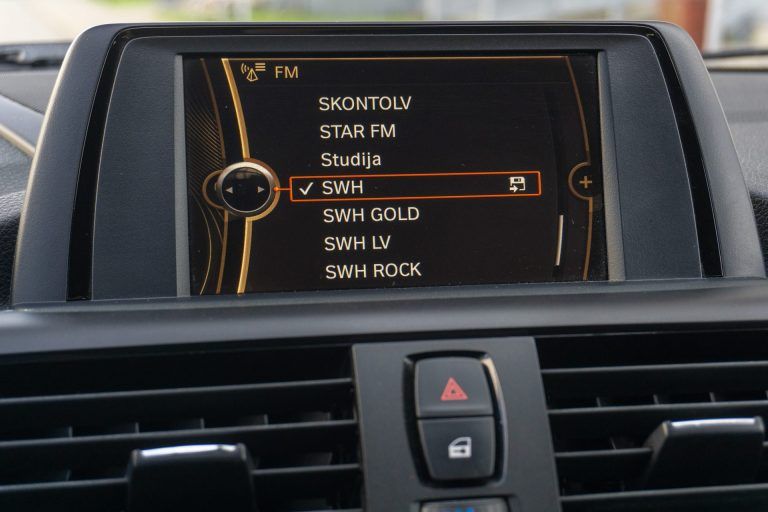 FM
SKONTOLV
STAR FM
Studija
SWH
SWH GOLD
SWH LV
SWH ROCK